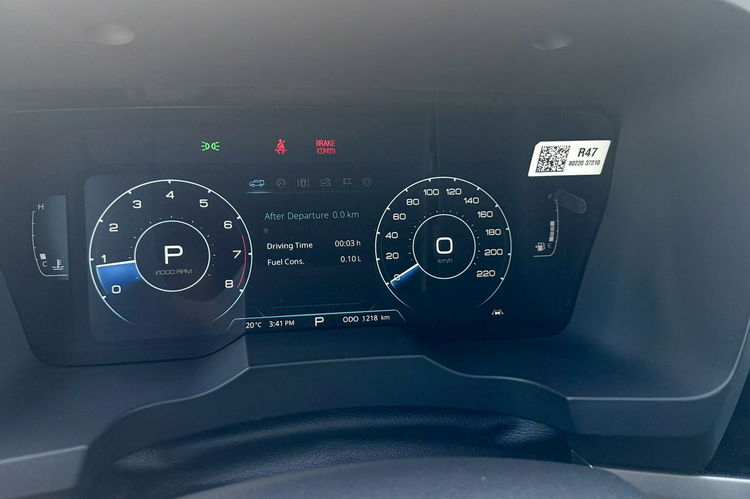 BRAKE
R47
80220 37210
H
C
1
2
3
4
5
6
7
8
0
P
x1000 RPM
After Departure 0.0 km
Driving Time 00:03 h
Fuel Cons. 0.10 L
0
20
40
60
80
100
120
140
160
180
200
220
0
km/h
F
E
20°C 3:41 PM P ODO 1218 km